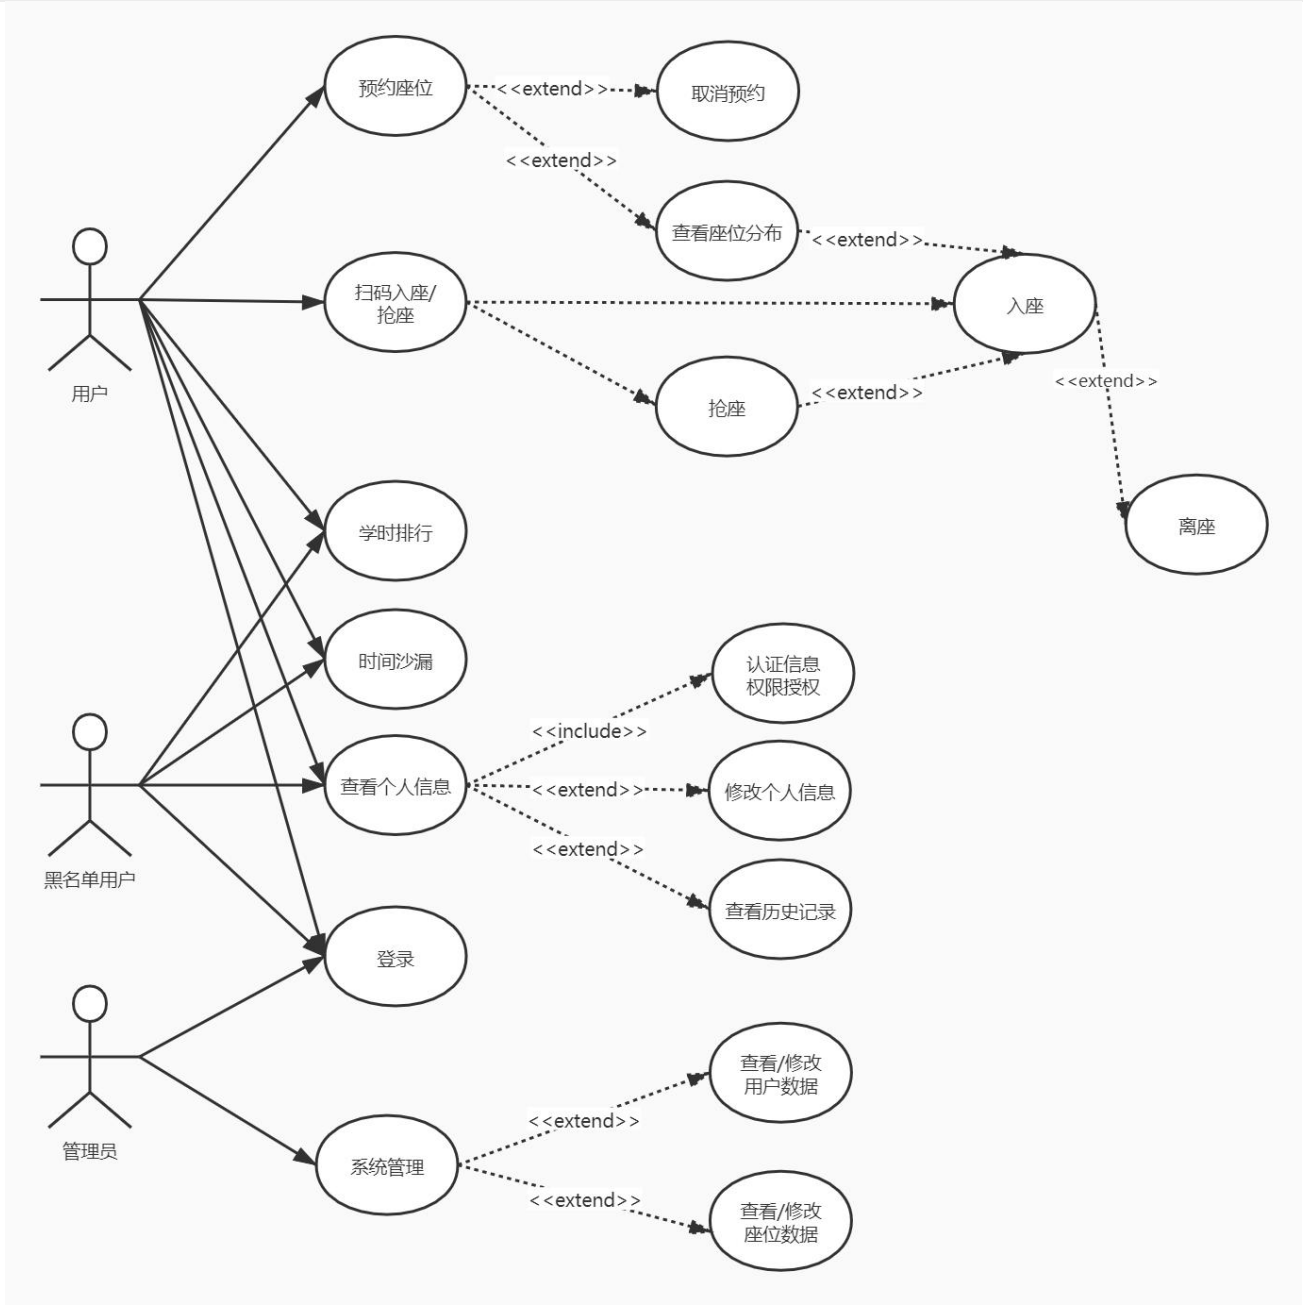 预约座位
<<extend>>
取消预约
<<extend>>
查看座位分布
<<extend>>
扫码入座/
抢座
入座
用户
抢座
<<extend>>
<<extend>>
离座
学时排行
时间沙漏
认证信息
权限授权
<<include>>
查看个人信息
<<extend>>
修改个人信息
<<extend>>
查看历史记录
黑名单用户
登录
查看/修改
用户数据
<<extend>>
管理员
系统管理
<<extend>>
查看/修改
座位数据